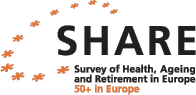 SHARE
Survey of Health, Ageing
and Retirement in Europe
50+ in Europe